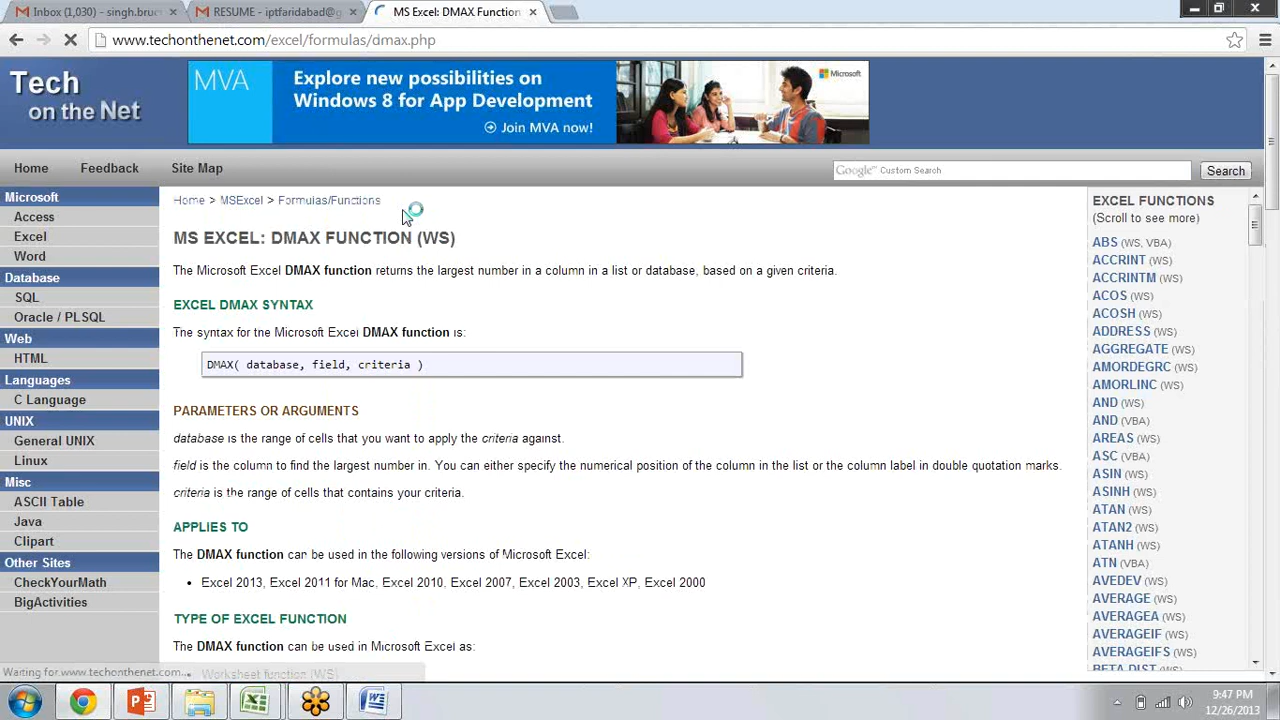 Inbox (1,030) - singh.bruc
RESUME - iptfaridabad@g
MS Excel: DMAX Function
www.techonthenet.com/excel/formulas/dmax.php
Tech
on the Net
MVA
Explore new possibilities on
Windows 8 for App Development
Join MVA now!
Microsoft
Home
Feedback
Site Map
Google™ Custom Search
Search
Microsoft
Access
Excel
Word
Database
SQL
Oracle / PLSQL
Web
HTML
Languages
C Language
UNIX
General UNIX
Linux
Misc
ASCII Table
Java
Clipart
Other Sites
CheckYourMath
BigActivities
Home > MSExcel > Formulas/Functions
MS EXCEL: DMAX FUNCTION (WS)
The Microsoft Excel DMAX function returns the largest number in a column in a list or database, based on a given criteria.
EXCEL DMAX SYNTAX
The syntax for the Microsoft Excel DMAX function is:
DMAX( database, field, criteria )
PARAMETERS OR ARGUMENTS
database is the range of cells that you want to apply the criteria against.
field is the column to find the largest number in. You can either specify the numerical position of the column in the list or the column label in double quotation marks.
criteria is the range of cells that contains your criteria.
APPLIES TO
The DMAX function can be used in the following versions of Microsoft Excel:
• Excel 2013, Excel 2011 for Mac, Excel 2010, Excel 2007, Excel 2003, Excel XP, Excel 2000
TYPE OF EXCEL FUNCTION
The DMAX function can be used in Microsoft Excel as:
• Worksheet function (WS)
EXCEL FUNCTIONS
(Scroll to see more)
ABS (WS, VBA)
ACCRINT (WS)
ACCRINTM (WS)
ACOS (WS)
ACOSH (WS)
ADDRESS (WS)
AGGREGATE (WS)
AMORDEGRC (WS)
AMORLINC (WS)
AND (WS)
AND (VBA)
AREAS (WS)
ASC (VBA)
ASIN (WS)
ASINH (WS)
ATAN (WS)
ATAN2 (WS)
ATANH (WS)
ATN (VBA)
AVEDEV (WS)
AVERAGE (WS)
AVERAGEA (WS)
AVERAGEIF (WS)
AVERAGEIFS (WS)
BETA.DIST (WS)
Waiting for www.techonthenet.com...
9:47 PM
12/26/2013